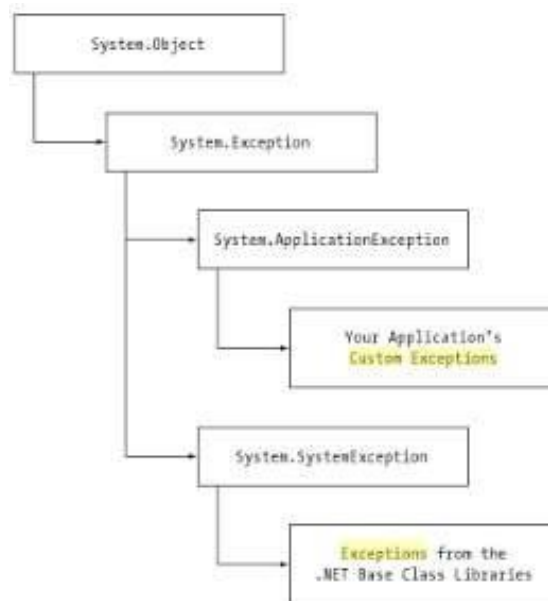 System.Object
System.Exception
System.ApplicationException
Your Application's
Custom Exceptions
System.SystemException
Exceptions from the
.NET Base Class Libraries